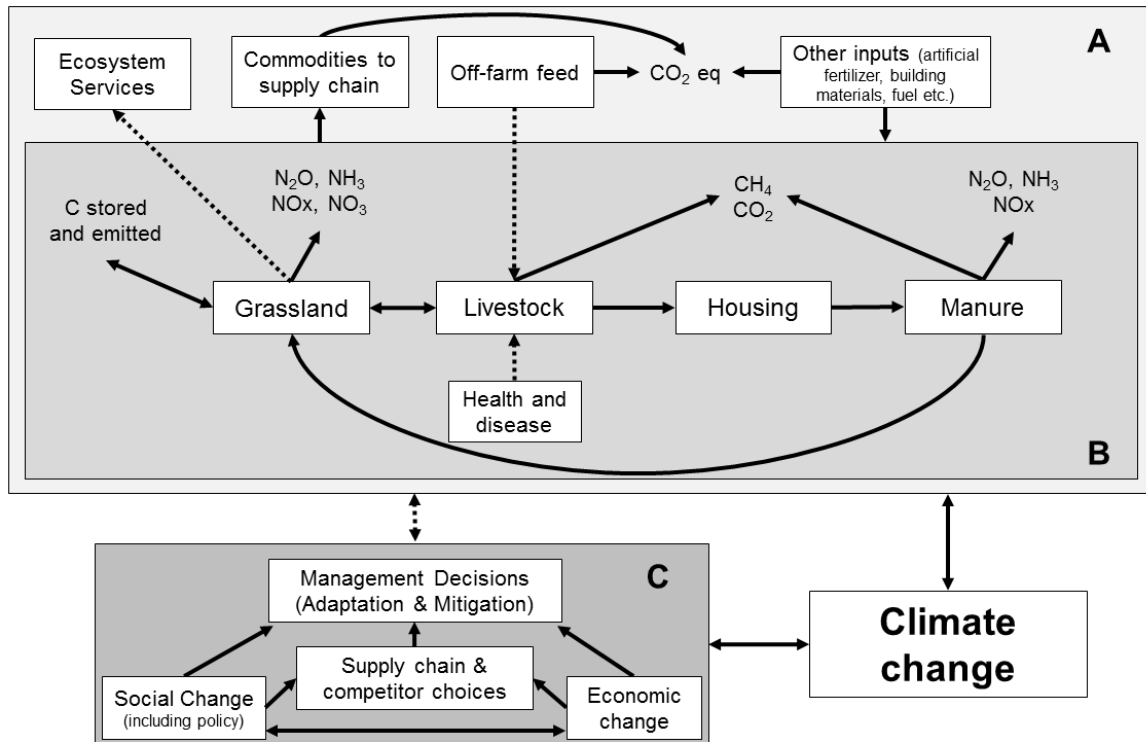 A
Ecosystem
Services
Commodities to
supply chain
Off-farm feed
CO₂ eq
Other inputs (artificial
fertilizer, building
materials, fuel etc.)
C stored
and emitted
N₂O, NH₃
NOx, NO₃
CH₄
CO₂
N₂O, NH₃
NOx
Grassland
Livestock
Housing
Manure
Health and
disease
B
C
Management Decisions
(Adaptation & Mitigation)
Supply chain &
competitor choices
Social Change
(including policy)
Economic
change
Climate
change